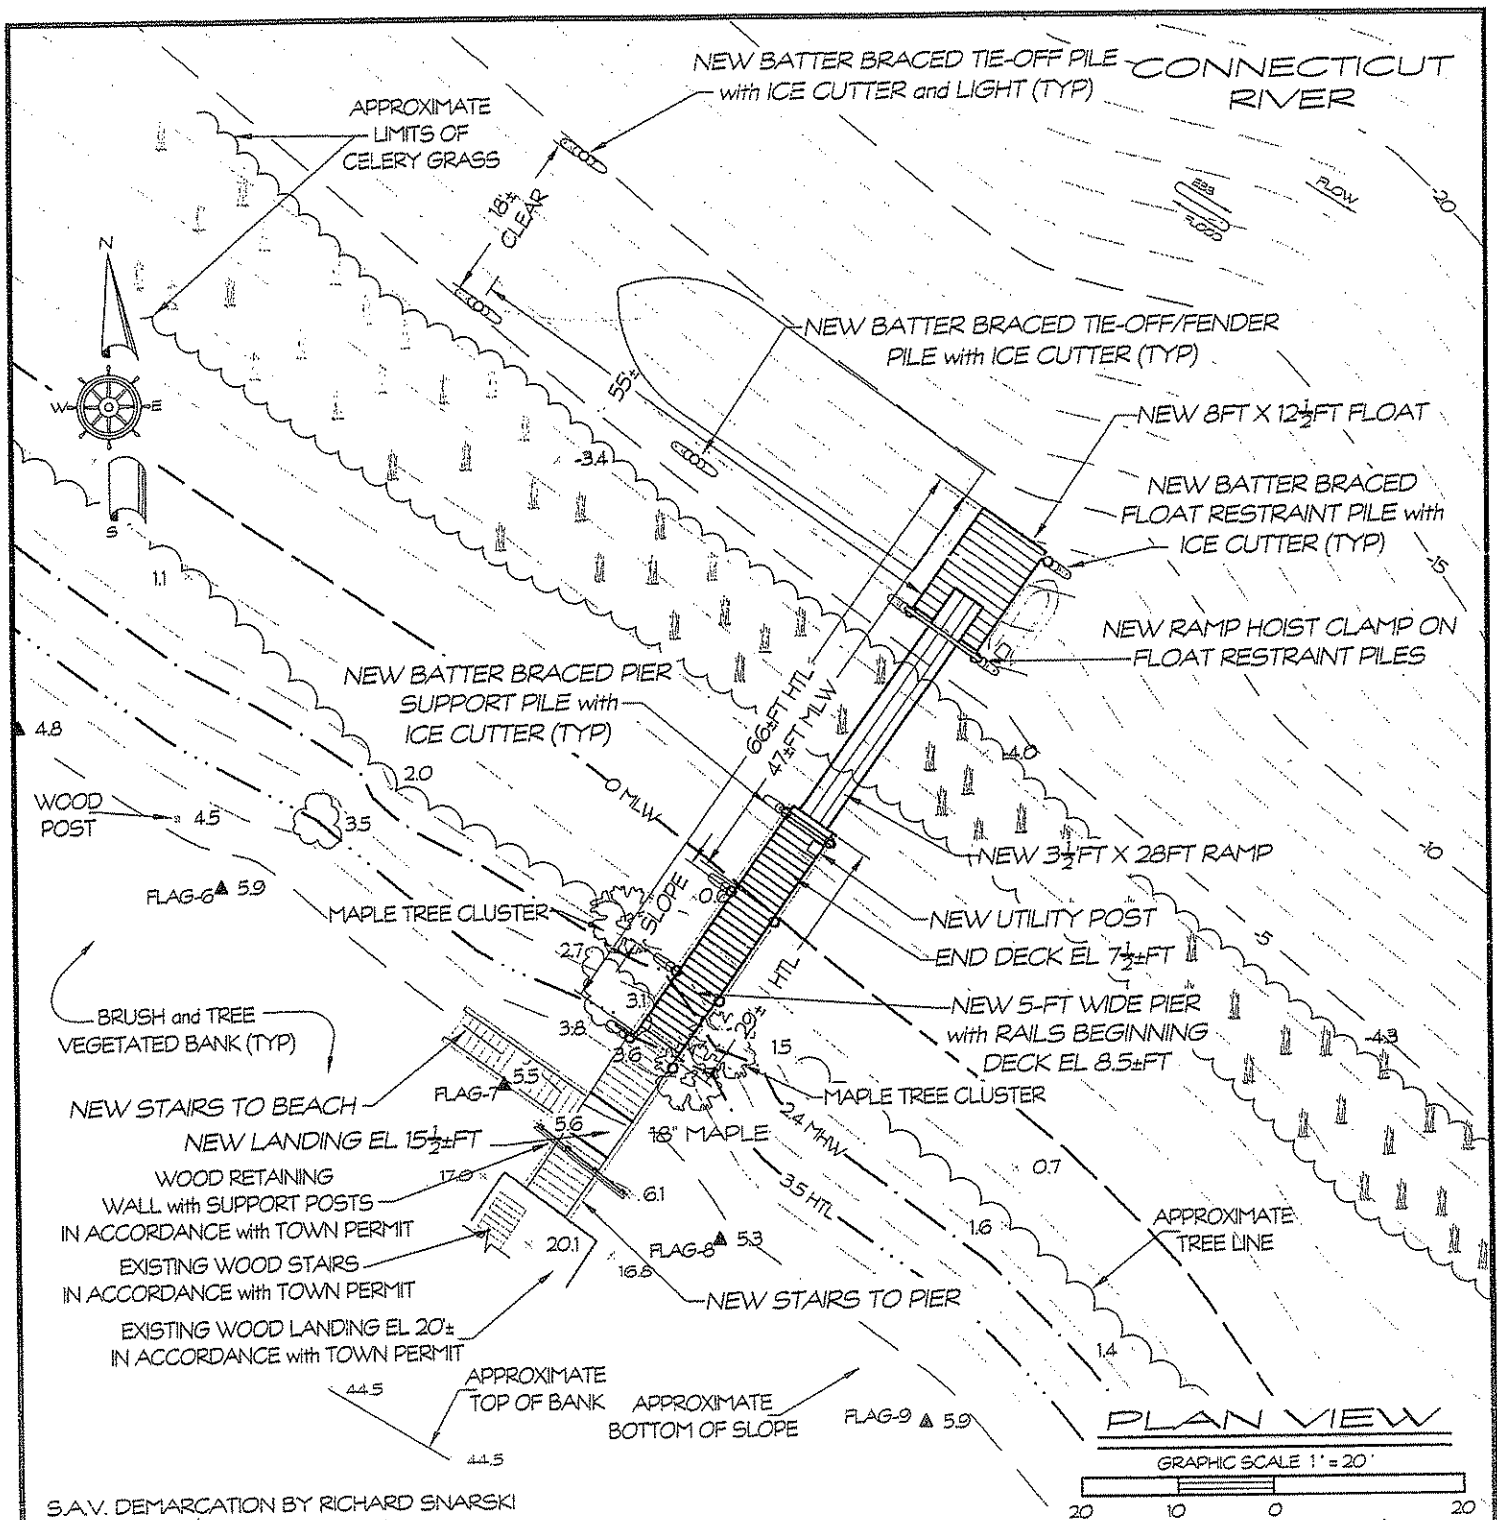 NEW BATTER BRACED TIE-OFF PILE
with ICE CUTTER and LIGHT (TYP)
CONNECTICUT
RIVER
APPROXIMATE
LIMITS OF
CELERY GRASS
18'±
CLEAR
EBB
FLOOD
FLOW
-20
N
W
E
S
NEW BATTER BRACED TIE-OFF/FENDER
PILE with ICE CUTTER (TYP)
55'±
-3.4
NEW 8FT X 12½FT FLOAT
NEW BATTER BRACED
FLOAT RESTRAINT PILE with
ICE CUTTER (TYP)
-15
1.1
NEW RAMP HOIST CLAMP ON
FLOAT RESTRAINT PILES
NEW BATTER BRACED PIER
SUPPORT PILE with
ICE CUTTER (TYP)
66±FT HTL
47±FT MLW
4.8
2.0
0 MLW
-4.0
WOOD
POST
4.5
3.5
NEW 3½FT X 28FT RAMP
-10
FLAG-6 5.9
MAPLE TREE CLUSTER
SLOPE
-0.6
NEW UTILITY POST
-5
END DECK EL 7½±FT
2.7
HTL
29±
3.1
NEW 5-FT WIDE PIER
with RAILS BEGINNING
DECK EL 8.5±FT
BRUSH and TREE
VEGETATED BANK (TYP)
3.8
3.6
1.5
-4.3
5.5
FLAG-7
MAPLE TREE CLUSTER
NEW STAIRS TO BEACH
5.6
18" MAPLE
2.4 MHW
NEW LANDING EL 15½±FT
WOOD RETAINING
WALL with SUPPORT POSTS
IN ACCORDANCE with TOWN PERMIT
17.0
6.1
3.5 HTL
0.7
1.6
APPROXIMATE
TREE LINE
EXISTING WOOD STAIRS
IN ACCORDANCE with TOWN PERMIT
20.1
FLAG-8 5.3
16.8
NEW STAIRS TO PIER
EXISTING WOOD LANDING EL 20'±
IN ACCORDANCE with TOWN PERMIT
1.4
44.5
APPROXIMATE
TOP OF BANK
44.5
APPROXIMATE
BOTTOM OF SLOPE
FLAG-9 5.9
PLAN VIEW
GRAPHIC SCALE 1" = 20'
20 10 0 20
S.A.V. DEMARCATION BY RICHARD SNARSKI